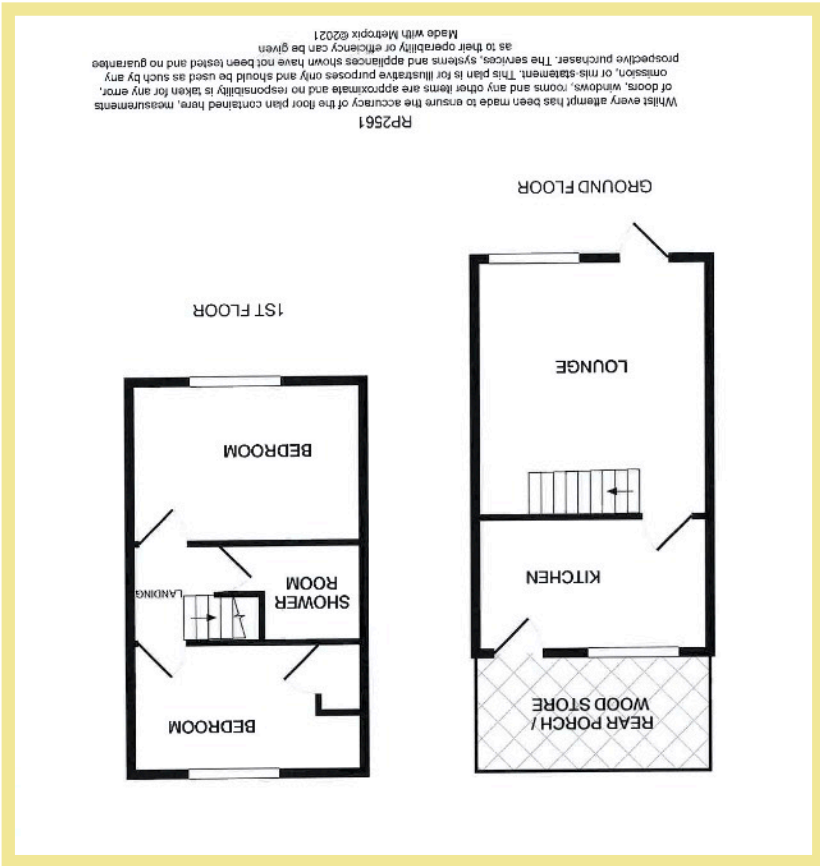 REAR PORCH /
WOOD STORE
KITCHEN
LOUNGE
GROUND FLOOR
BEDROOM
SHOWER
ROOM
LANDING
BEDROOM
1ST FLOOR
RP2561
Whilst every attempt has been made to ensure the accuracy of the floor plan contained here, measurements
of doors, windows, rooms and any other items are approximate and no responsibility is taken for any error,
omission, or mis-statement. This plan is for illustrative purposes only and should be used as such by any
prospective purchaser. The services, systems and appliances shown have not been tested and no guarantee
as to their operability or efficiency can be given
Made with Metropix ©2021